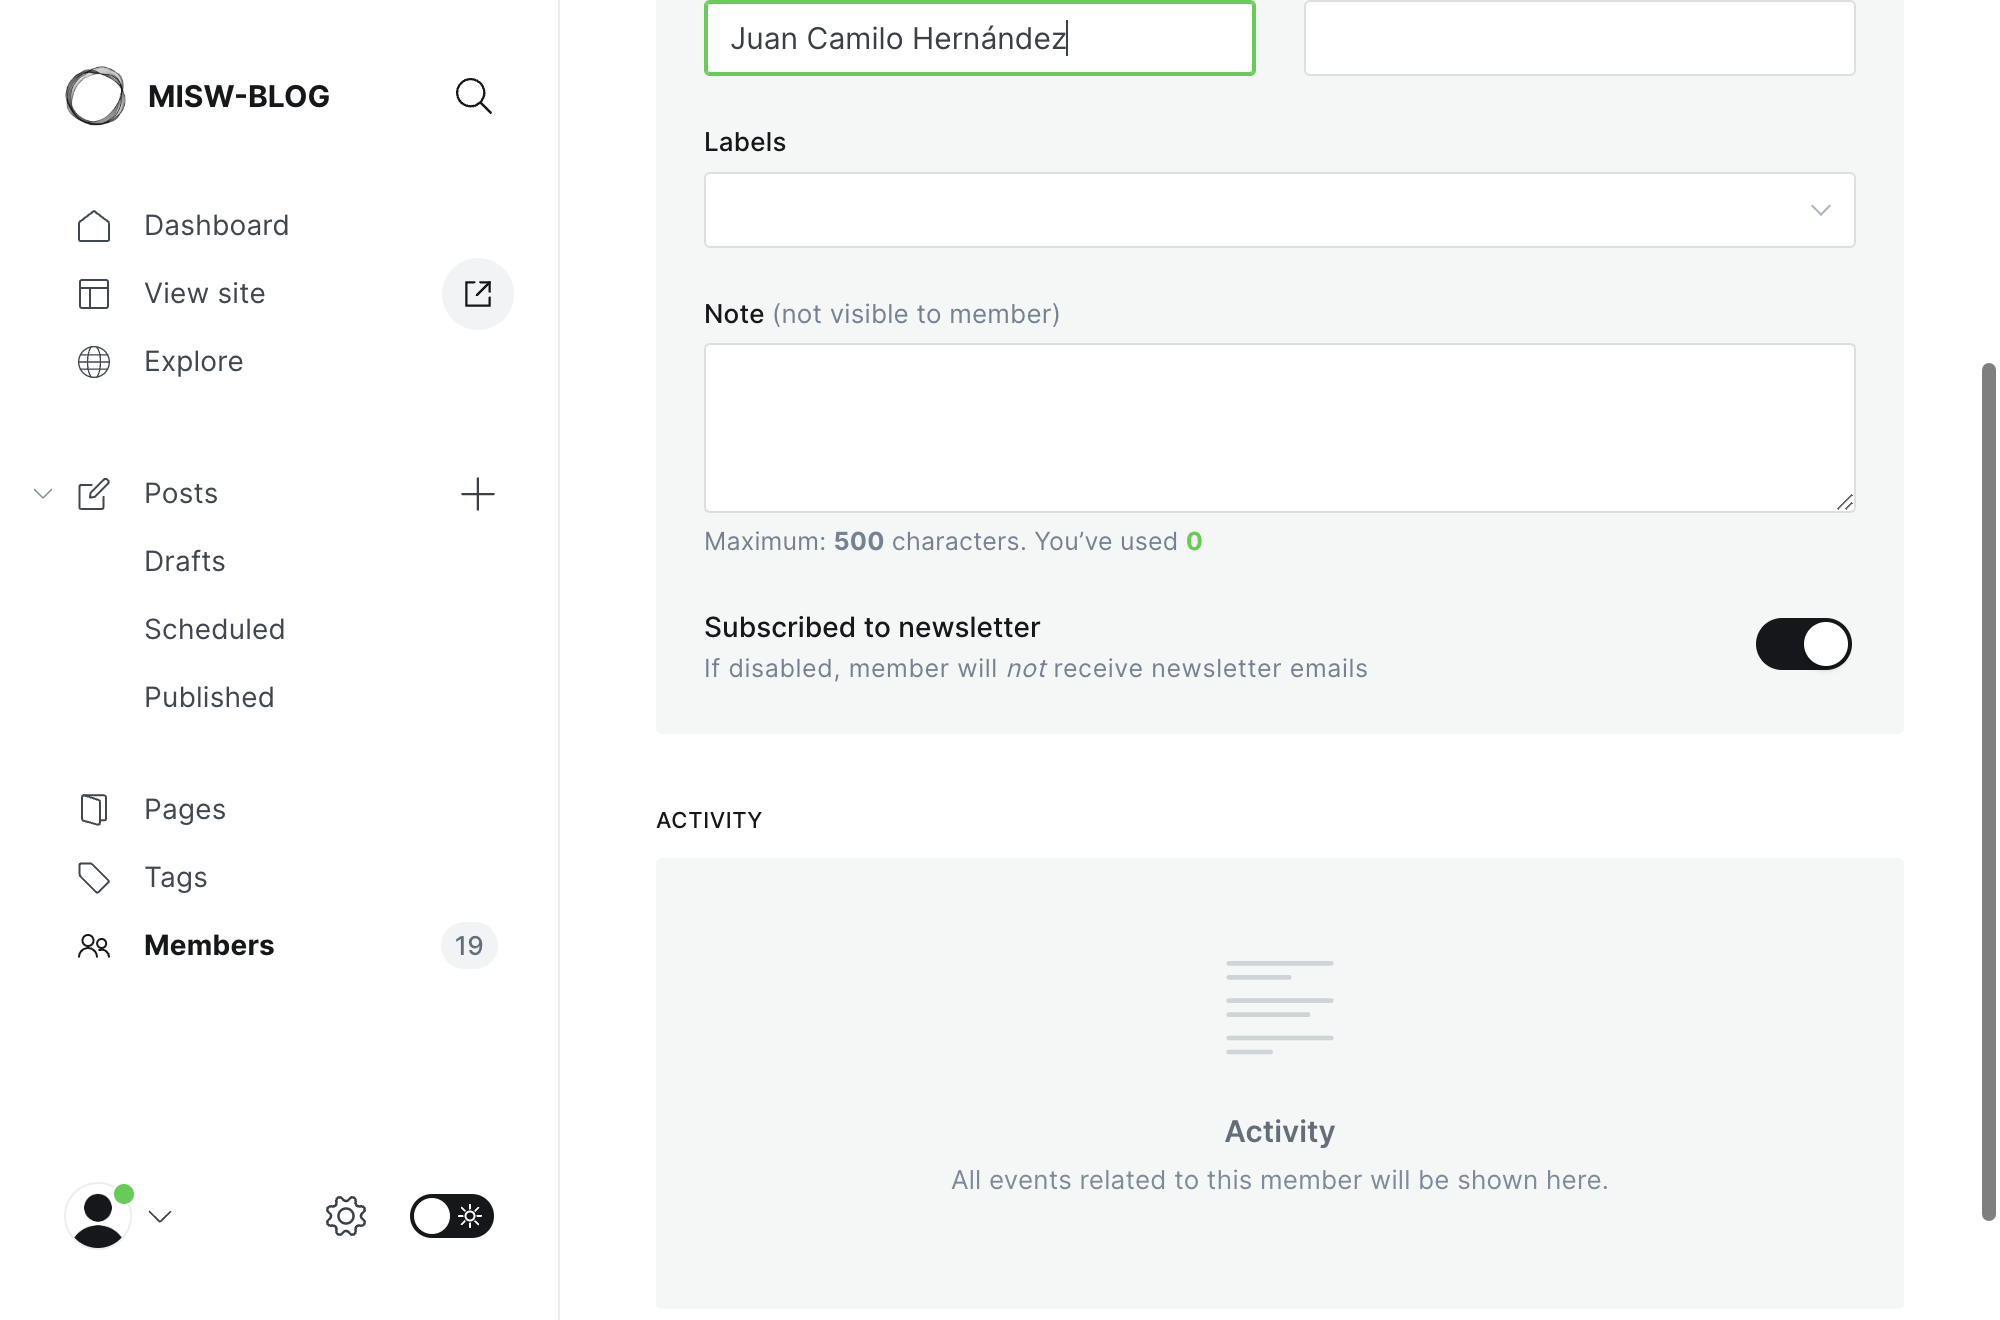 MISW-BLOG
Dashboard
View site
Explore
Posts
Drafts
Scheduled
Published
Pages
Tags
Members 19
Juan Camilo Hernández
Labels
Note (not visible to member)
Maximum: 500 characters. You’ve used 0
Subscribed to newsletter
If disabled, member will not receive newsletter emails
ACTIVITY
Activity
All events related to this member will be shown here.